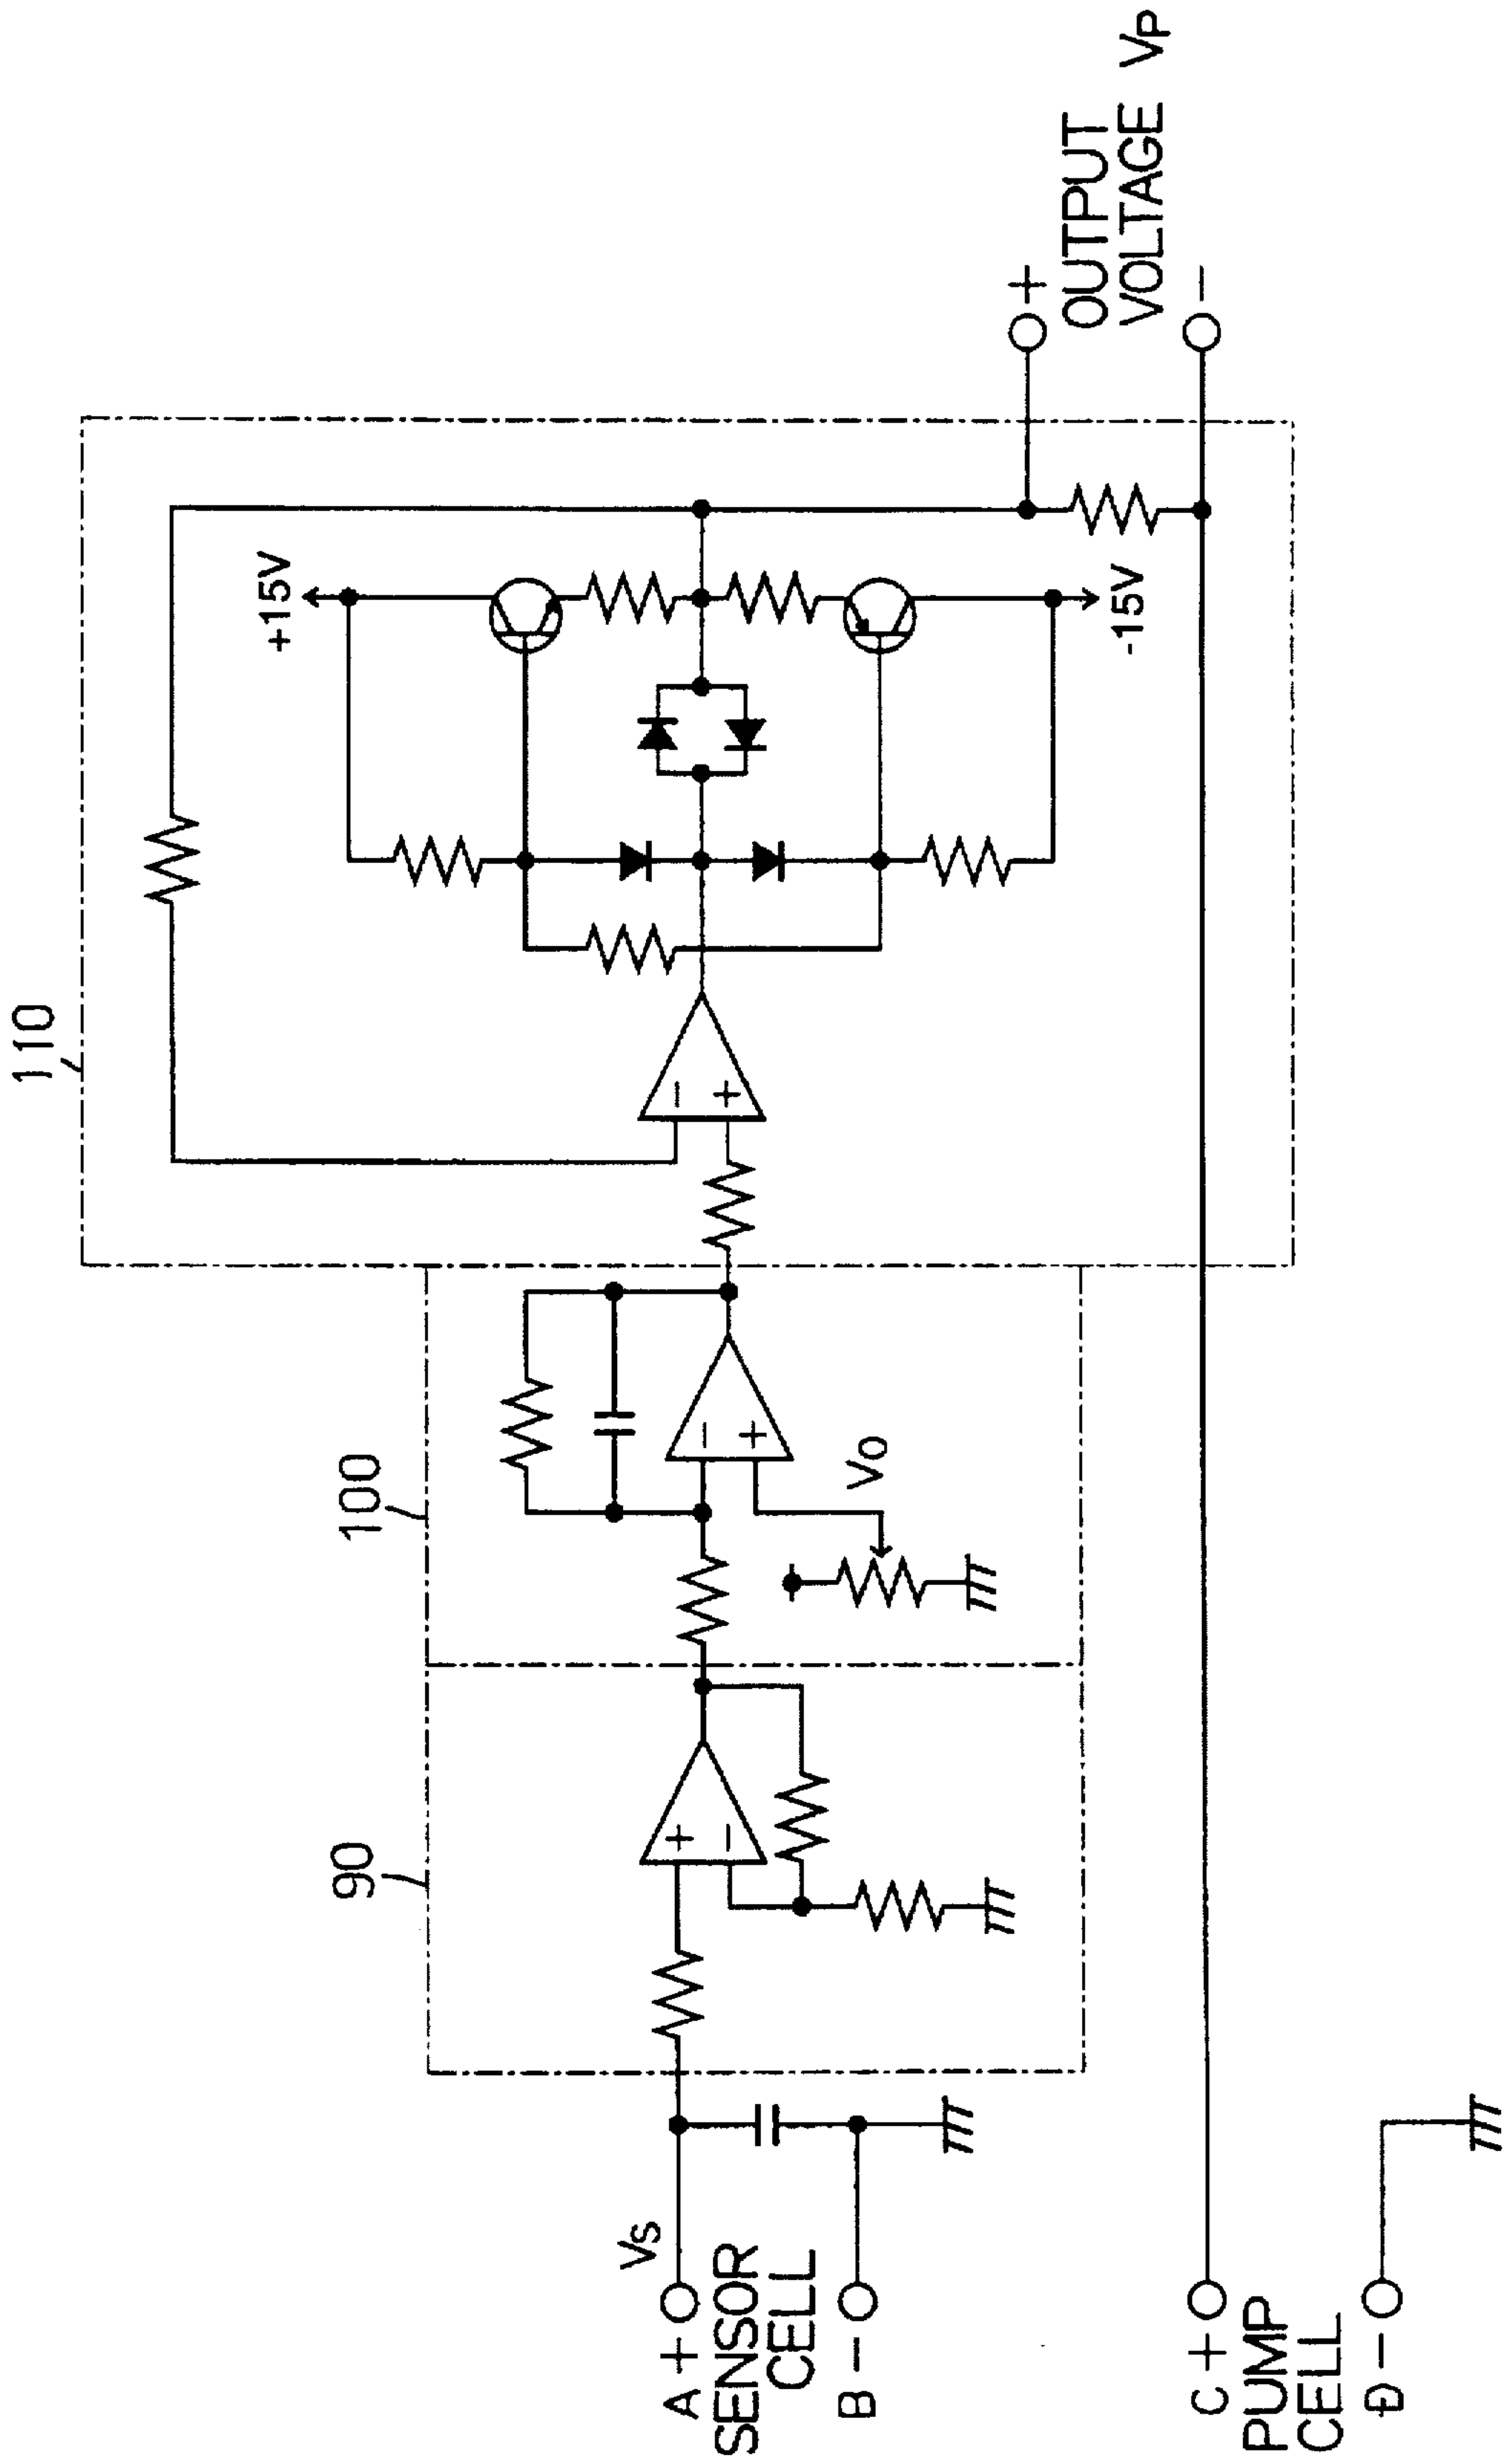 110
+15V
-15V
+
OUTPUT
VOLTAGE VP
-
100
- +
- +
VO
90
+ -
VS
A +
SENSOR
CELL
B -
C +
PUMP
CELL
D -